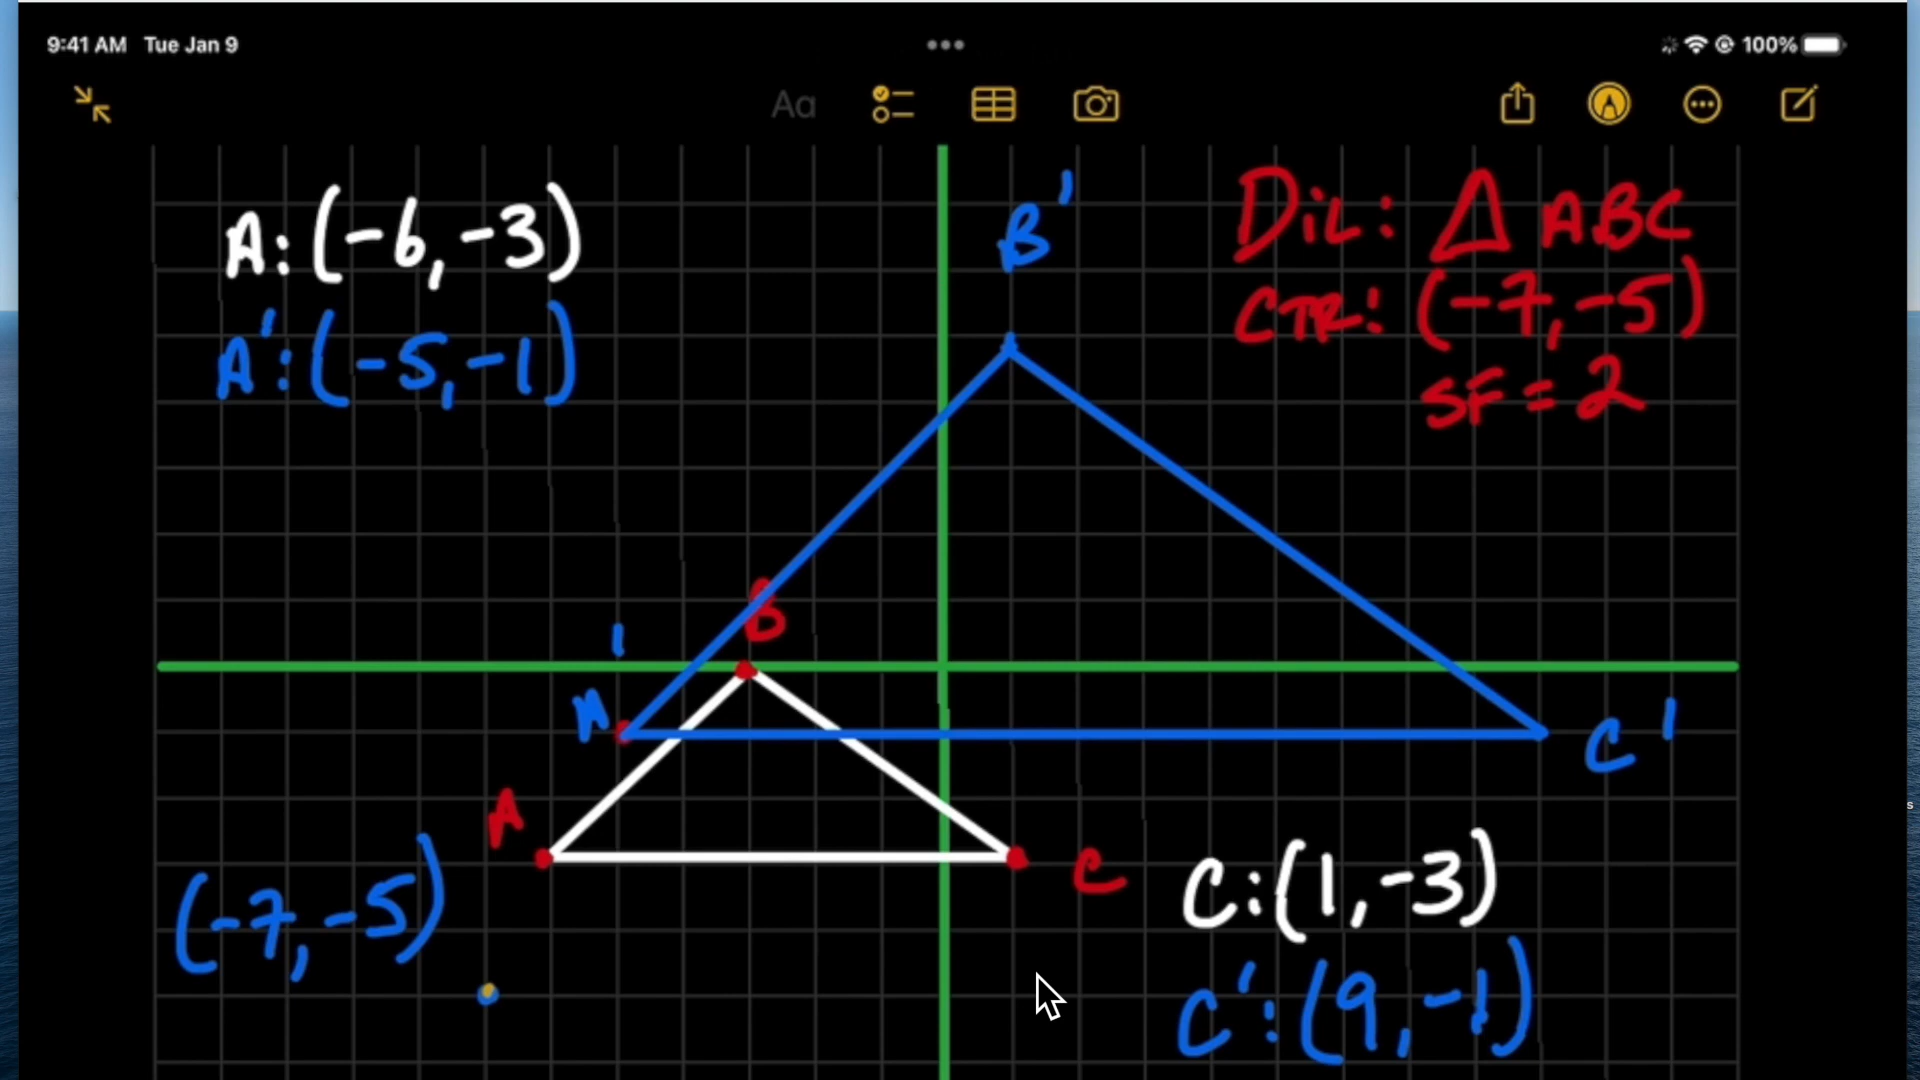 9:41 AM Tue Jan 9
100%
Aa
A: (-6, -3)
A': (-5, -1)
DiL: Δ ABC
CTR: (-7, -5)
SF = 2
B'
B
A'
C'
A
C
(-7, -5)
C: (1, -3)
C': (9, -1)
s